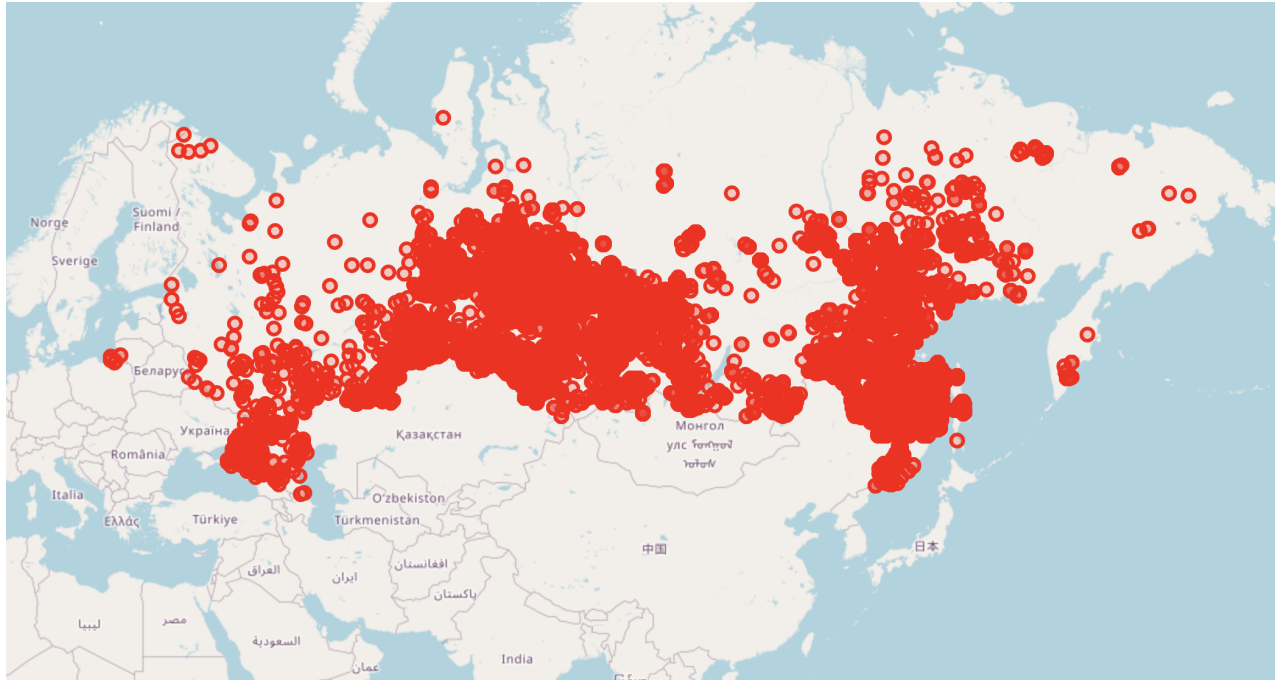 Norge
Suomi /
Finland
Sverige
Беларусь
Україна
România
Italia
Ελλάς
Türkiye
Қазақстан
O'zbekiston
Türkmenistan
Монгол
улс
中国
日本
افغانستان
ایران
العراق
پاکستان
ليبيا
مصر
السعودية
عمان
India